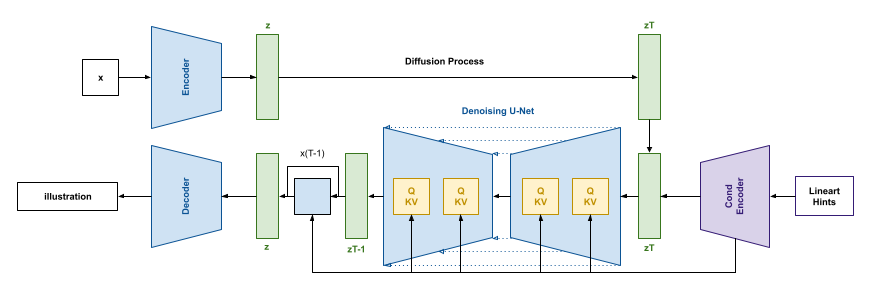 z
zT
x
Encoder
Diffusion Process
Denoising U-Net
x(T-1)
illustration
Decoder
z
zT-1
Q
KV
Q
KV
Q
KV
Q
KV
zT
Cond
Encoder
Lineart
Hints